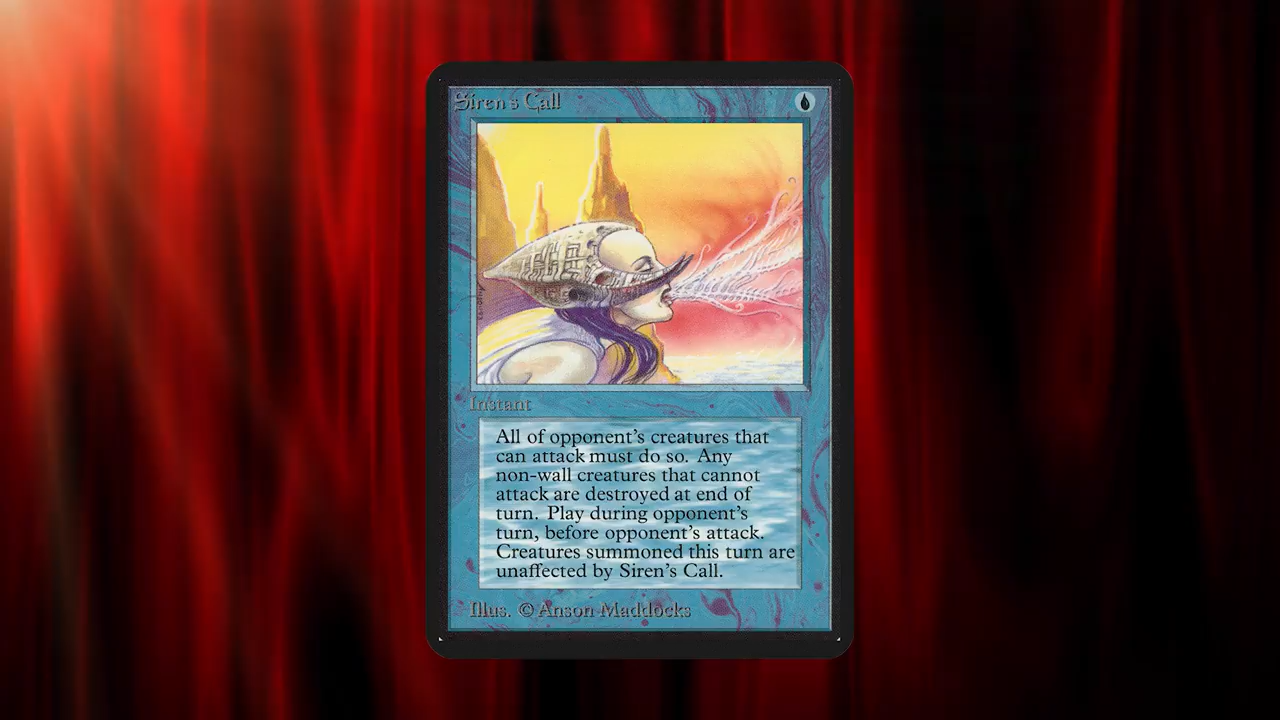 Siren's Call
Instant
All of opponent's creatures that
can attack must do so. Any
non-wall creatures that cannot
attack are destroyed at end of
turn. Play during opponent's
turn, before opponent's attack.
Creatures summoned this turn are
unaffected by Siren's Call.
Illus. © Anson Maddocks